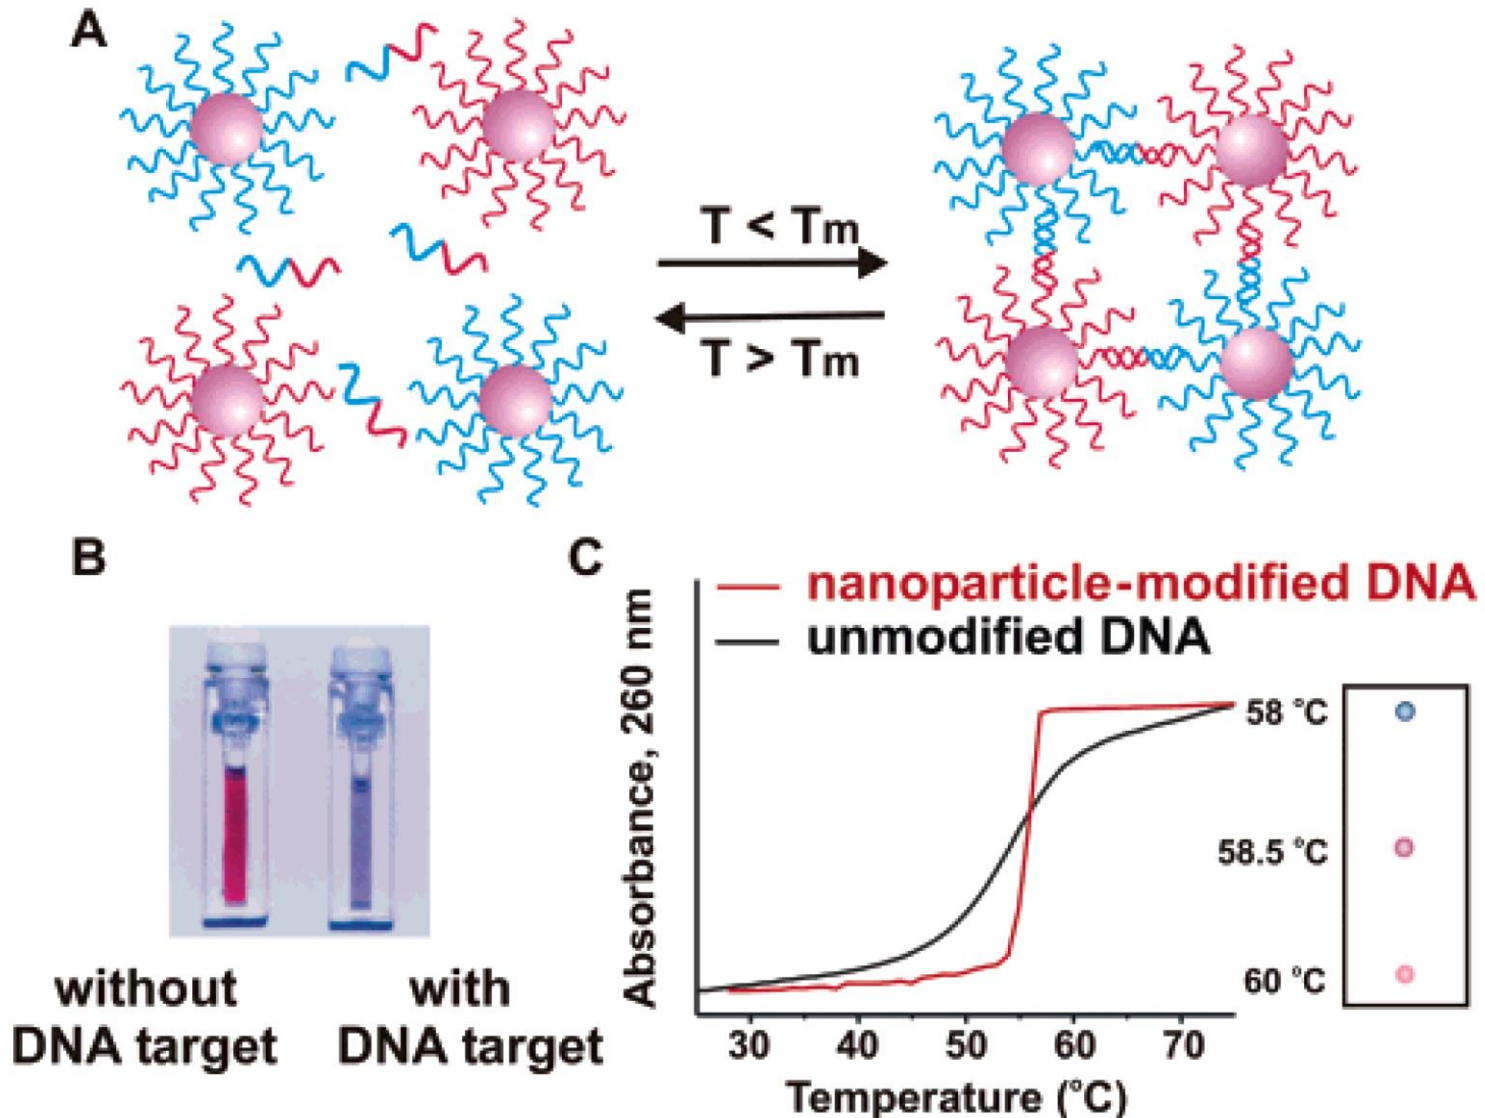 A
T < Tm
T > Tm
B
without
DNA target
with
DNA target
C
nanoparticle-modified DNA
unmodified DNA
Absorbance, 260 nm
58 °C
58.5 °C
60 °C
30 40 50 60 70
Temperature (°C)